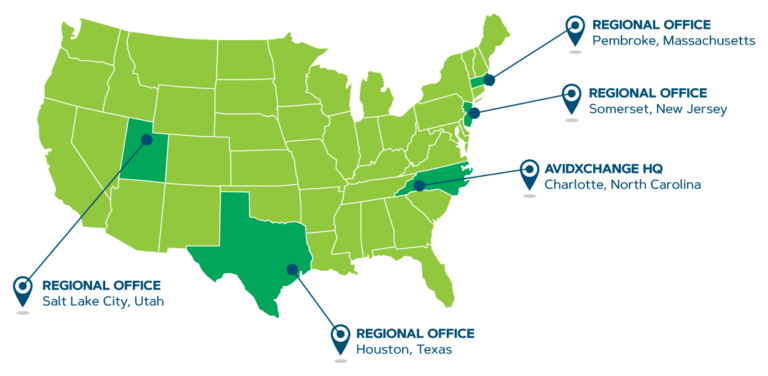 REGIONAL OFFICE
Pembroke, Massachusetts
REGIONAL OFFICE
Somerset, New Jersey
AVIDXCHANGE HQ
Charlotte, North Carolina
REGIONAL OFFICE
Salt Lake City, Utah
REGIONAL OFFICE
Houston, Texas